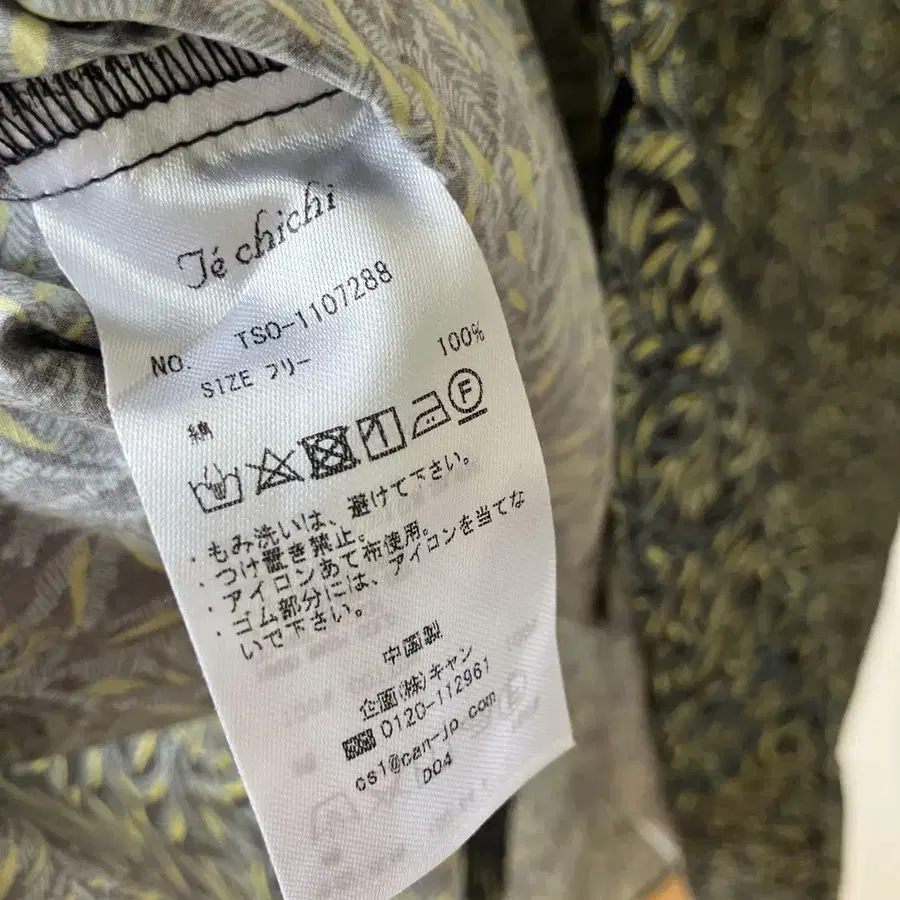 Té chichi
No. TSO-1107288
SIZE フリー
綿 100%
F
・もみ洗いは、避けて下さい。
・つけ置き禁止。
・アイロンあて布使用。
・ゴム部分には、アイロンを当てな
いで下さい。
中国製
企画(株)キャン
0120-112961
cs1@can-jp.com
D04